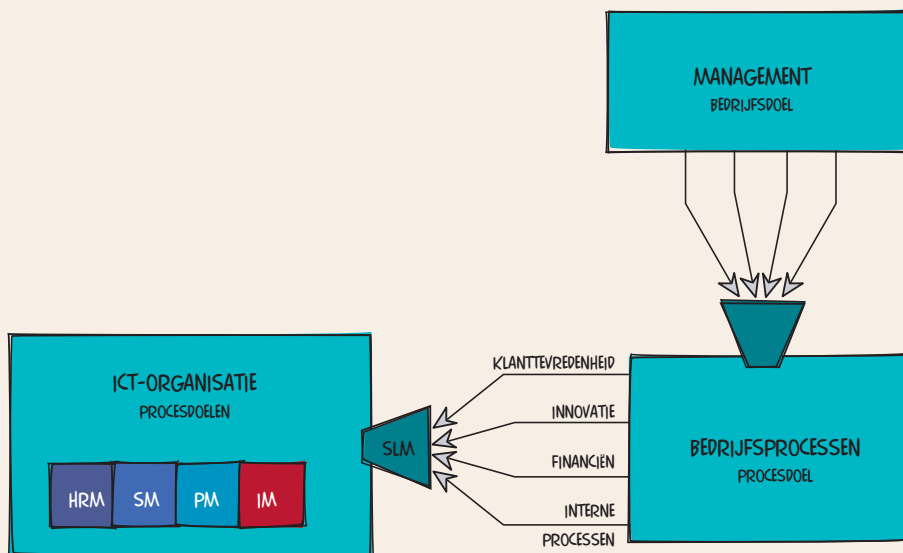 MANAGEMENT
BEDRIJFSDOEL
ICT-ORGANISATIE
PROCESDOELEN
HRM
SM
PM
IM
SLM
KLANTTEVREDENHEID
INNOVATIE
FINANCIËN
INTERNE
PROCESSEN
BEDRIJFSPROCESSEN
PROCESDOEL